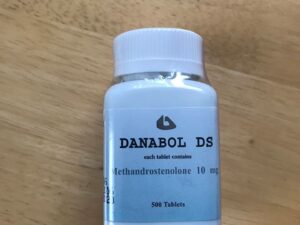 DANABOL DS
each tablet contains
Methandrostenolone 10 mg
500 Tablets